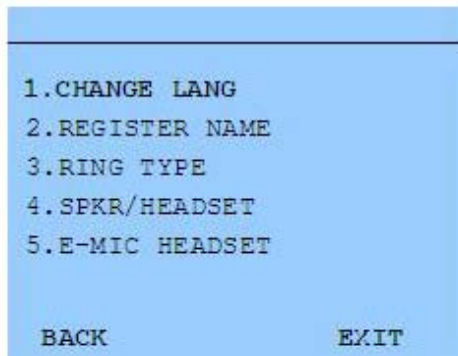 1.CHANGE LANG
2.REGISTER NAME
3.RING TYPE
4.SPKR/HEADSET
5.E-MIC HEADSET
BACK EXIT